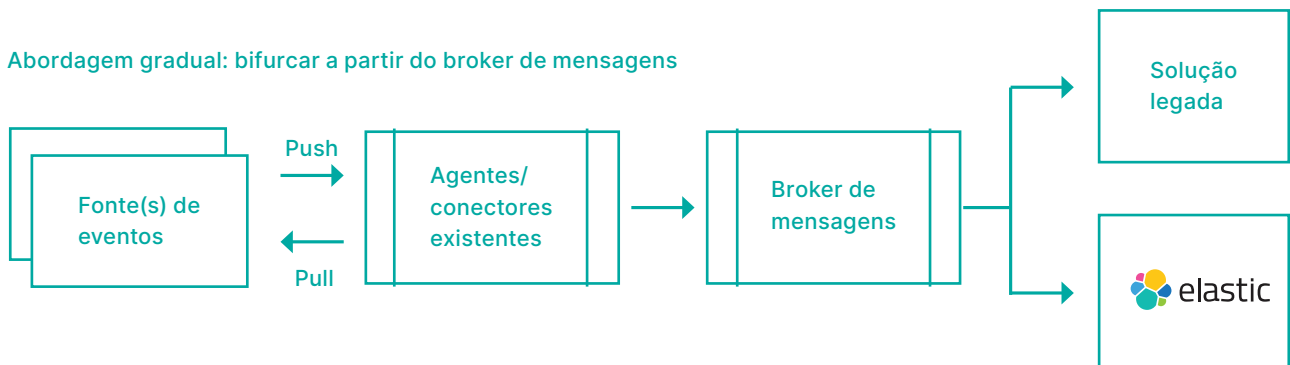 Abordagem gradual: bifurcar a partir do broker de mensagens
Fonte(s) de
eventos
Push
Pull
Agentes/
conectores
existentes
Broker de
mensagens
Solução
legada
elastic